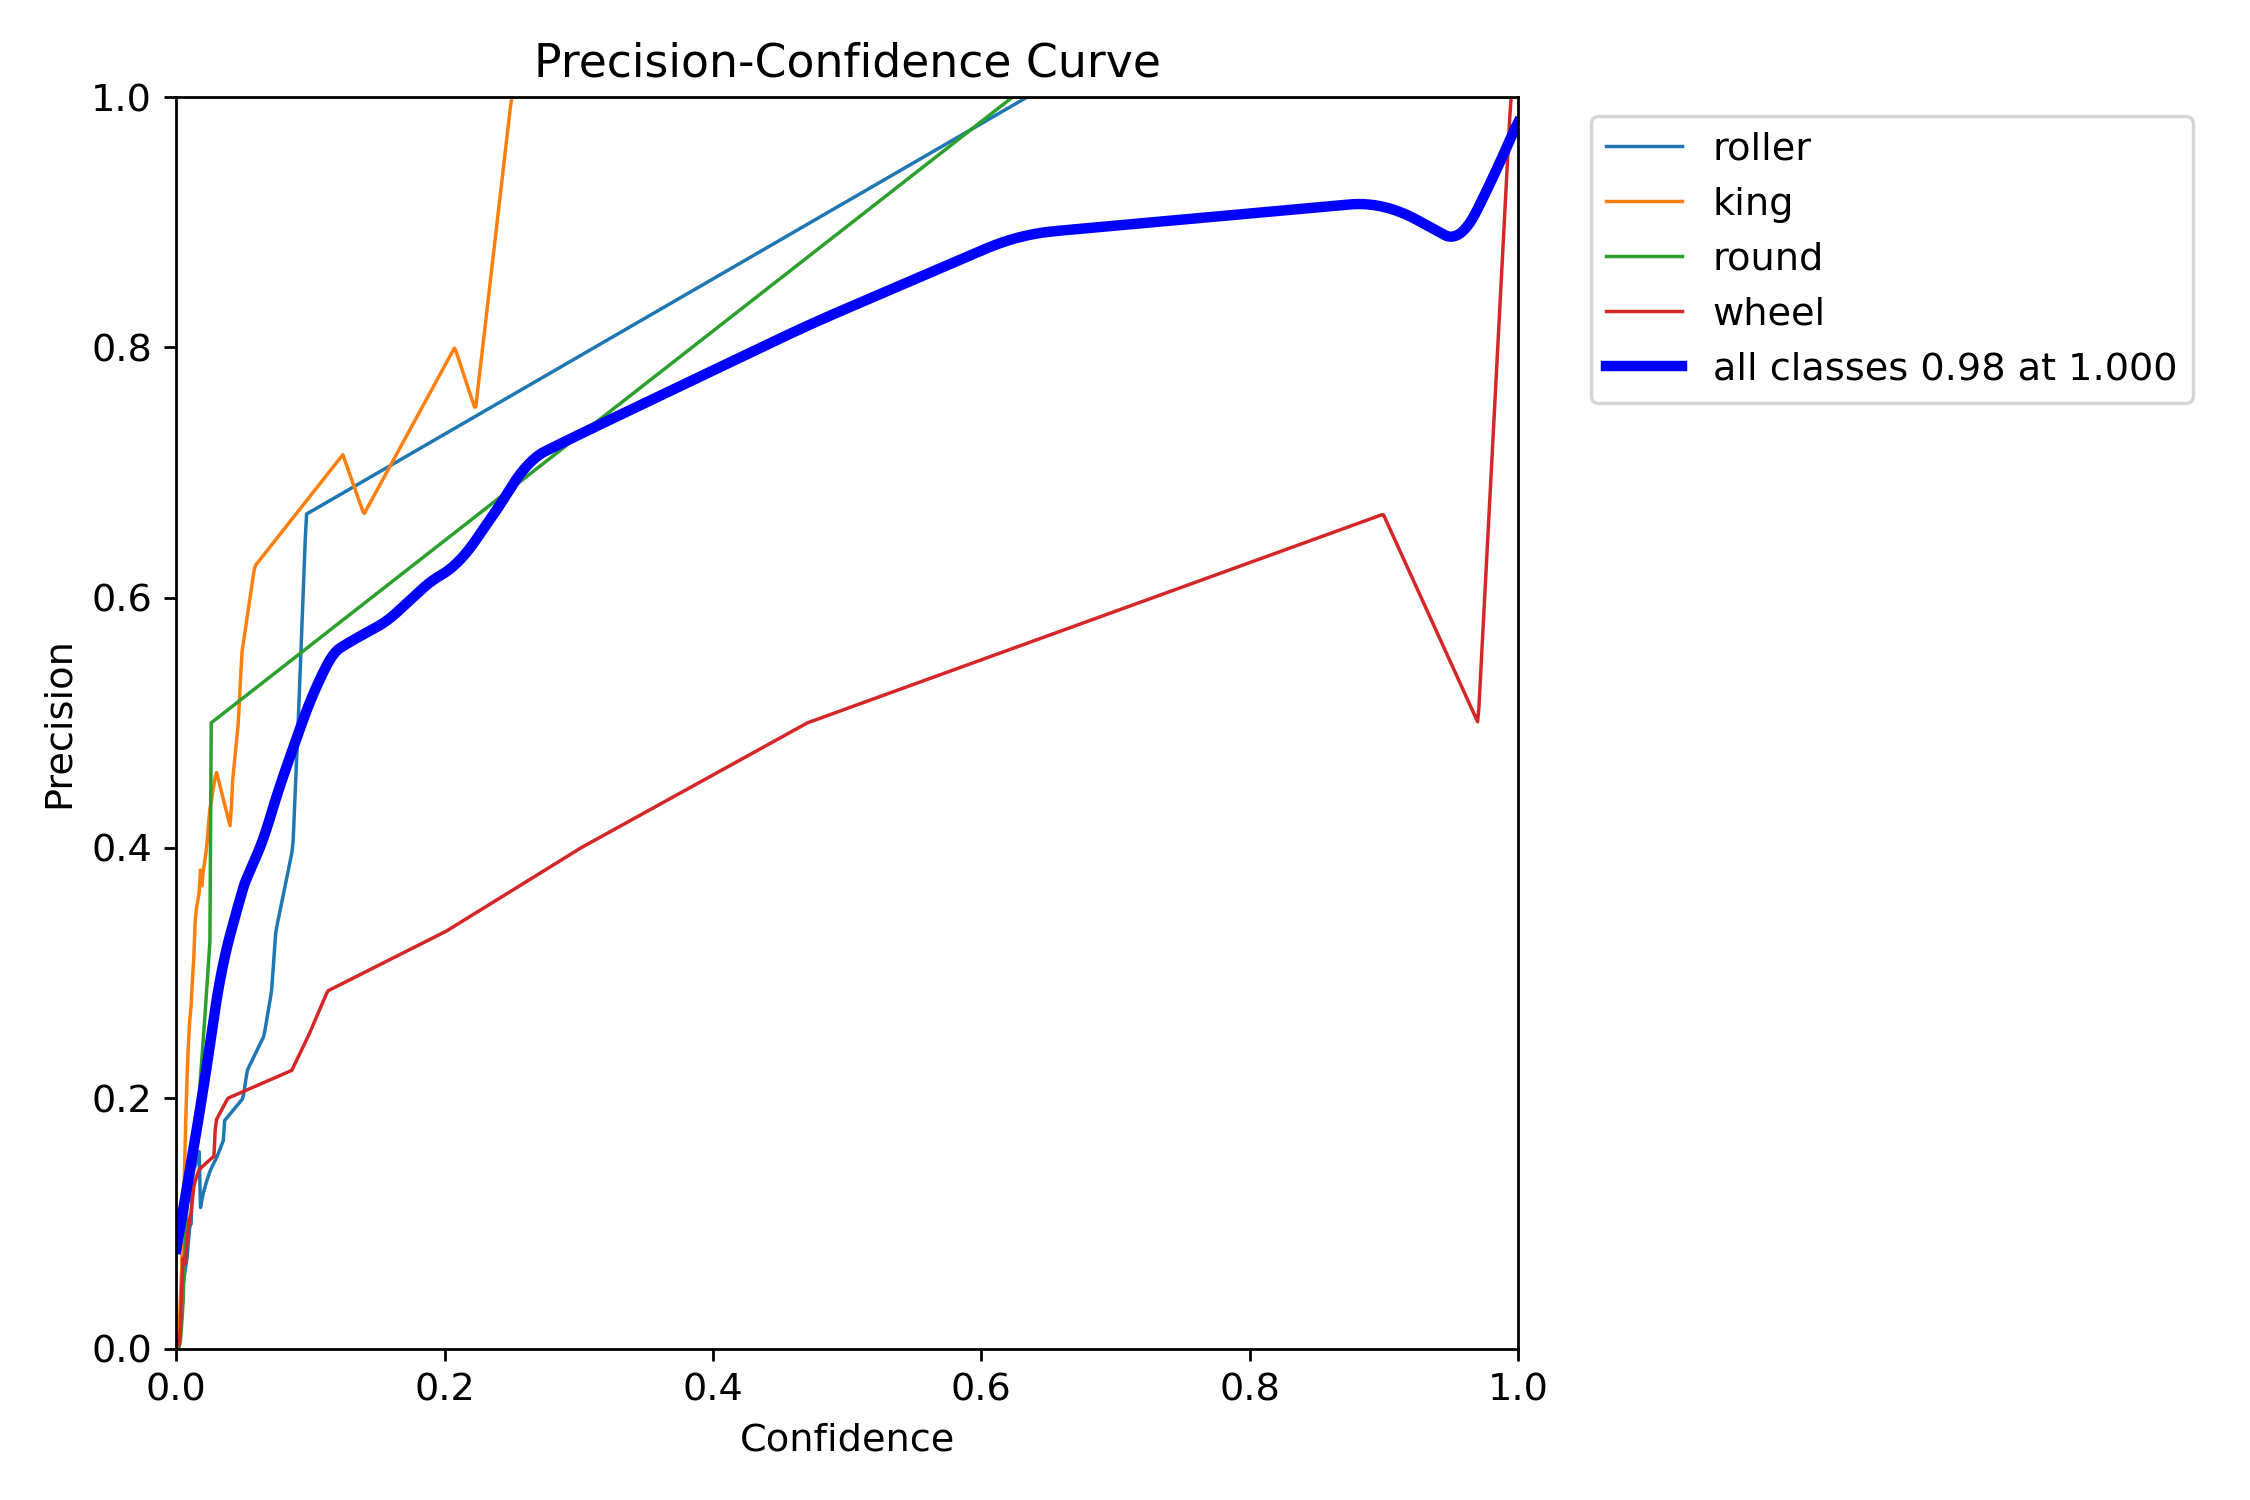 Precision-Confidence Curve
1.0
0.8
0.6
0.4
0.2
0.0
Precision
0.0 0.2 0.4 0.6 0.8 1.0
Confidence
roller
king
round
wheel
all classes 0.98 at 1.000